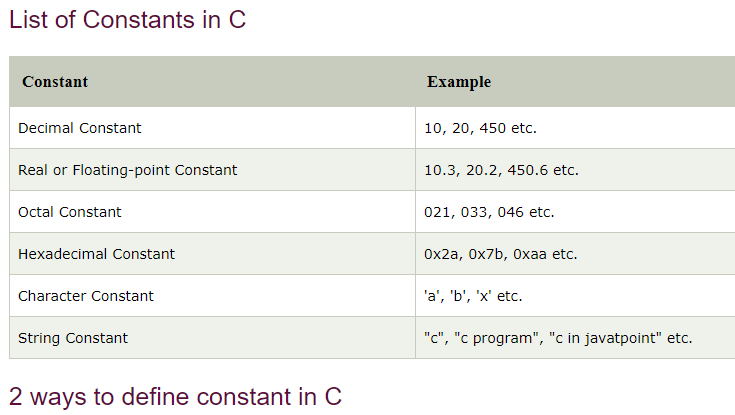 List of Constants in C
Constant Example
Decimal Constant 10, 20, 450 etc.
Real or Floating-point Constant 10.3, 20.2, 450.6 etc.
Octal Constant 021, 033, 046 etc.
Hexadecimal Constant 0x2a, 0x7b, 0xaa etc.
Character Constant 'a', 'b', 'x' etc.
String Constant "c", "c program", "c in javatpoint" etc.
2 ways to define constant in C